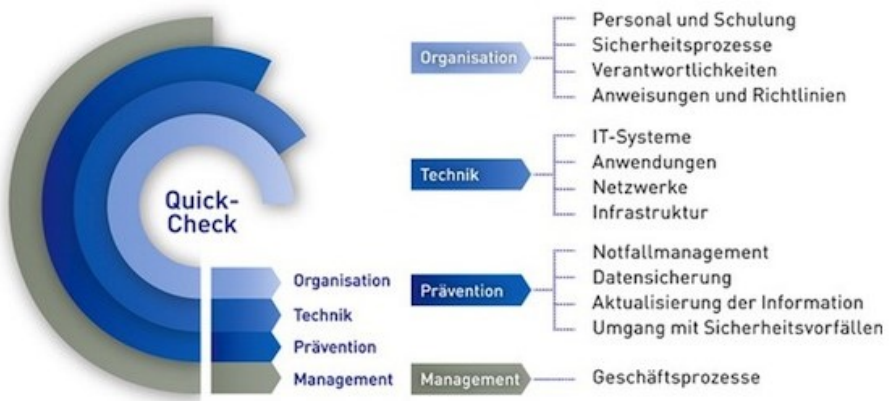 Quick-
Check
Organisation
Technik
Prävention
Management
Organisation
Personal und Schulung
Sicherheitsprozesse
Verantwortlichkeiten
Anweisungen und Richtlinien
Technik
IT-Systeme
Anwendungen
Netzwerke
Infrastruktur
Prävention
Notfallmanagement
Datensicherung
Aktualisierung der Information
Umgang mit Sicherheitsvorfällen
Management
Geschäftsprozesse